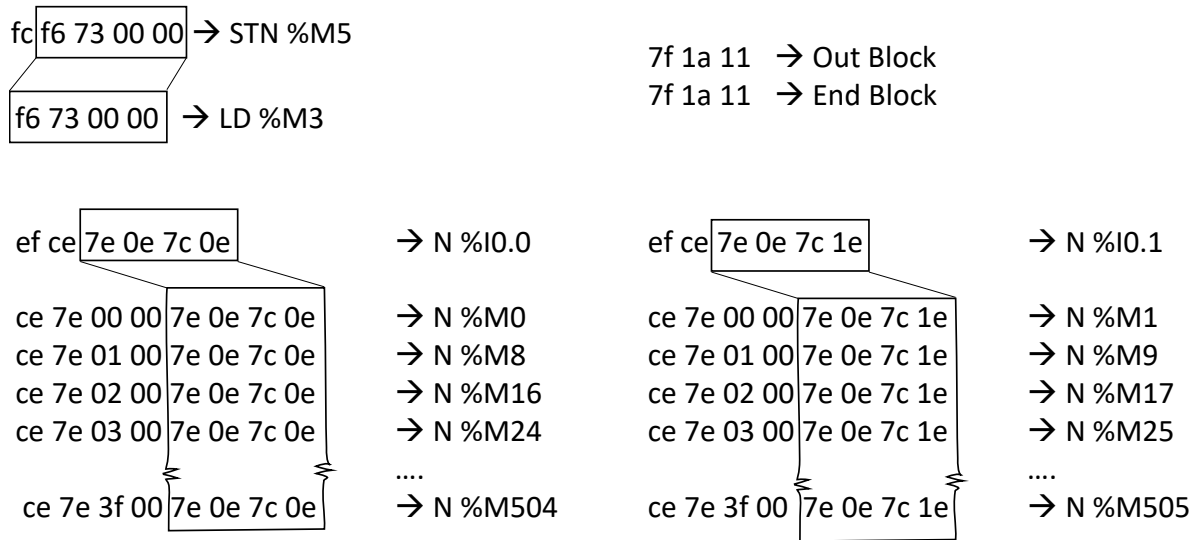 fc f6 73 00 00 → STN %M5
f6 73 00 00 → LD %M3
7f 1a 11 → Out Block
7f 1a 11 → End Block
ef ce 7e 0e 7c 0e → N %I0.0
ce 7e 00 00 7e 0e 7c 0e → N %M0
ce 7e 01 00 7e 0e 7c 0e → N %M8
ce 7e 02 00 7e 0e 7c 0e → N %M16
ce 7e 03 00 7e 0e 7c 0e → N %M24
....
ce 7e 3f 00 7e 0e 7c 0e → N %M504
ef ce 7e 0e 7c 1e → N %I0.1
ce 7e 00 00 7e 0e 7c 1e → N %M1
ce 7e 01 00 7e 0e 7c 1e → N %M9
ce 7e 02 00 7e 0e 7c 1e → N %M17
ce 7e 03 00 7e 0e 7c 1e → N %M25
....
ce 7e 3f 00 7e 0e 7c 1e → N %M505